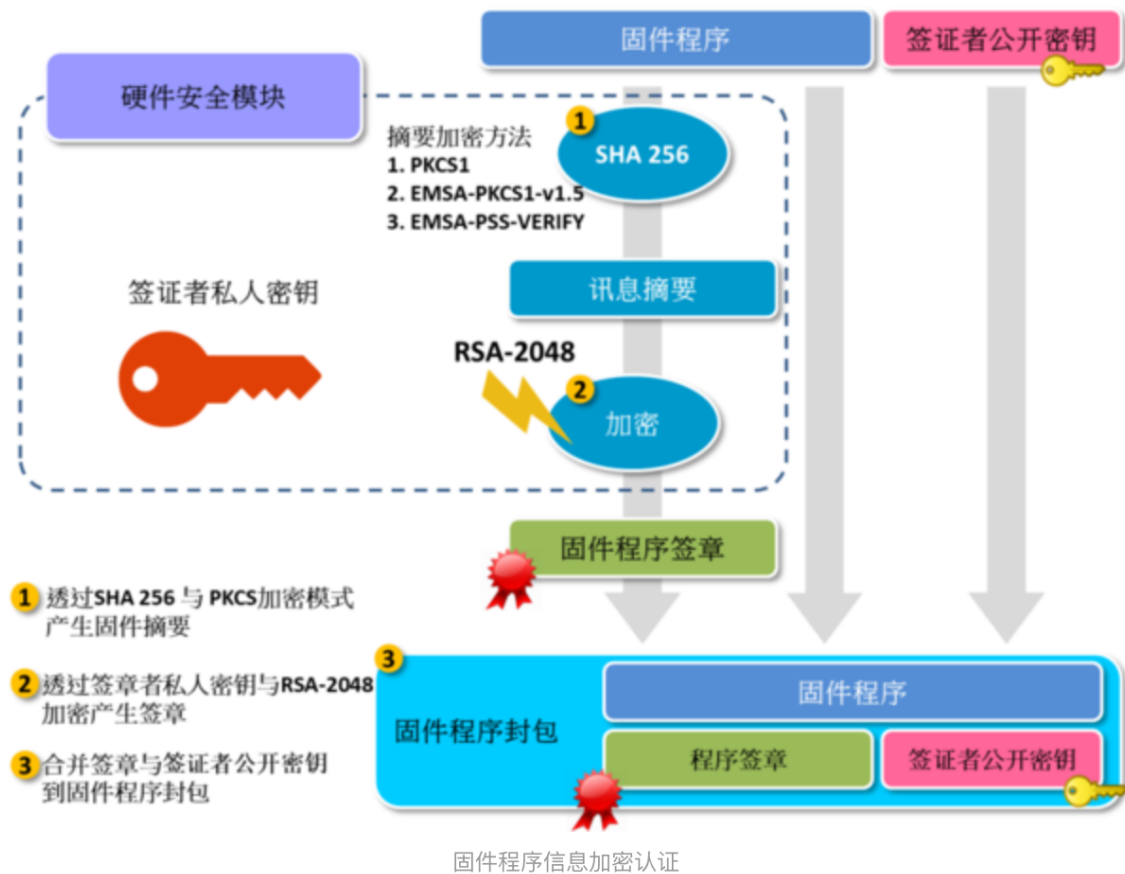 固件程序
签证者公开密钥
硬件安全模块
1
SHA 256
摘要加密方法
1. PKCS1
2. EMSA-PKCS1-v1.5
3. EMSA-PSS-VERIFY
签证者私人密钥
讯息摘要
RSA-2048
2
加密
固件程序签章
1 透过SHA 256 与 PKCS加密模式
产生固件摘要
2 透过签章者私人密钥与RSA-2048
加密产生签章
3 合并签章与签证者公开密钥
到固件程序封包
3
固件程序封包
固件程序
程序签章
签证者公开密钥
固件程序信息加密认证